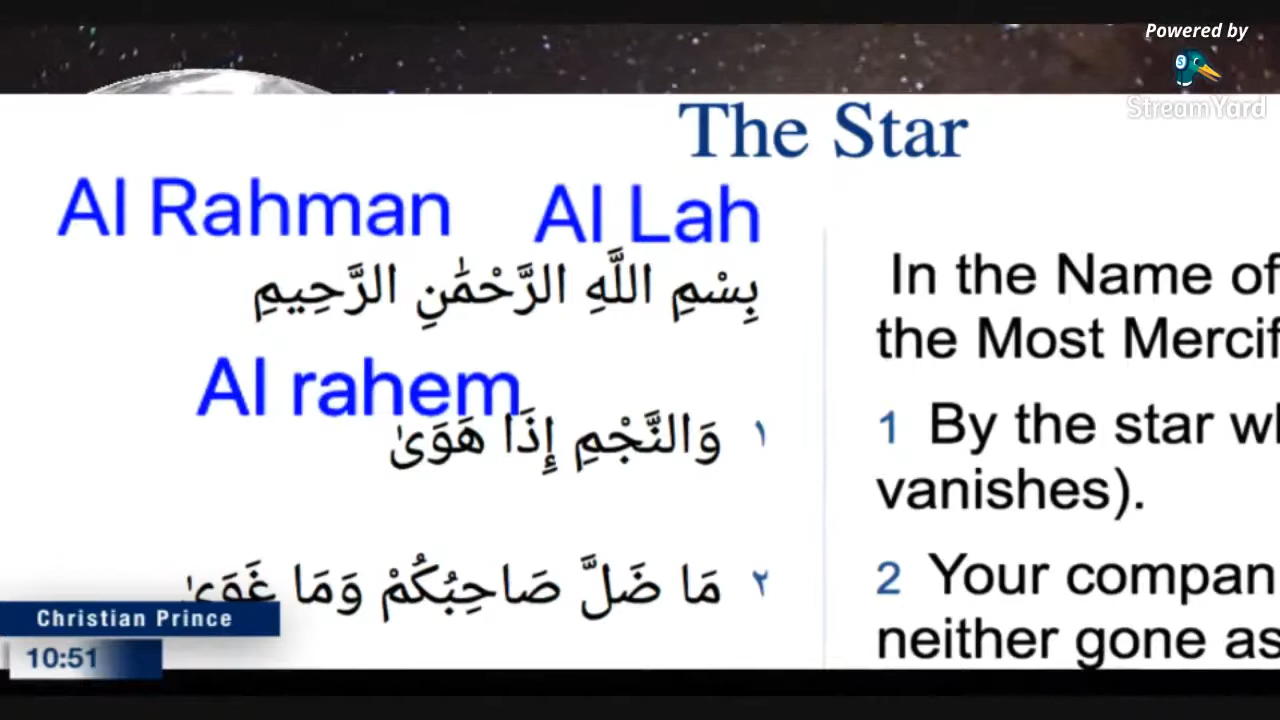 Powered by
StreamYard
The Star
Al Rahman Al Lah
بِسْمِ اللَّهِ الرَّحْمَٰنِ الرَّحِيمِ
Al rahem
١ وَالنَّجْمِ إِذَا هَوَىٰ
٢ مَا ضَلَّ صَاحِبُكُمْ وَمَا غَوَىٰ
In the Name of
the Most Mercif
1 By the star w
vanishes).
2 Your compan
neither gone as
Christian Prince
10:51